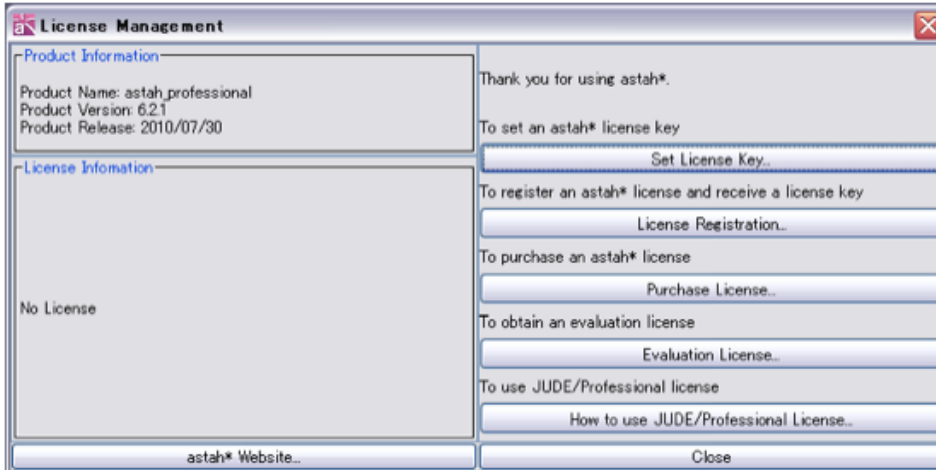 License Management
Product Information
Product Name: astah_professional
Product Version: 6.2.1
Product Release: 2010/07/30
License Infomation
No License
astah* Website...
Thank you for using astah*.
To set an astah* license key
Set License Key...
To register an astah* license and receive a license key
License Registration...
To purchase an astah* license
Purchase License...
To obtain an evaluation license
Evaluation License...
To use JUDE/Professional license
How to use JUDE/Professional License...
Close